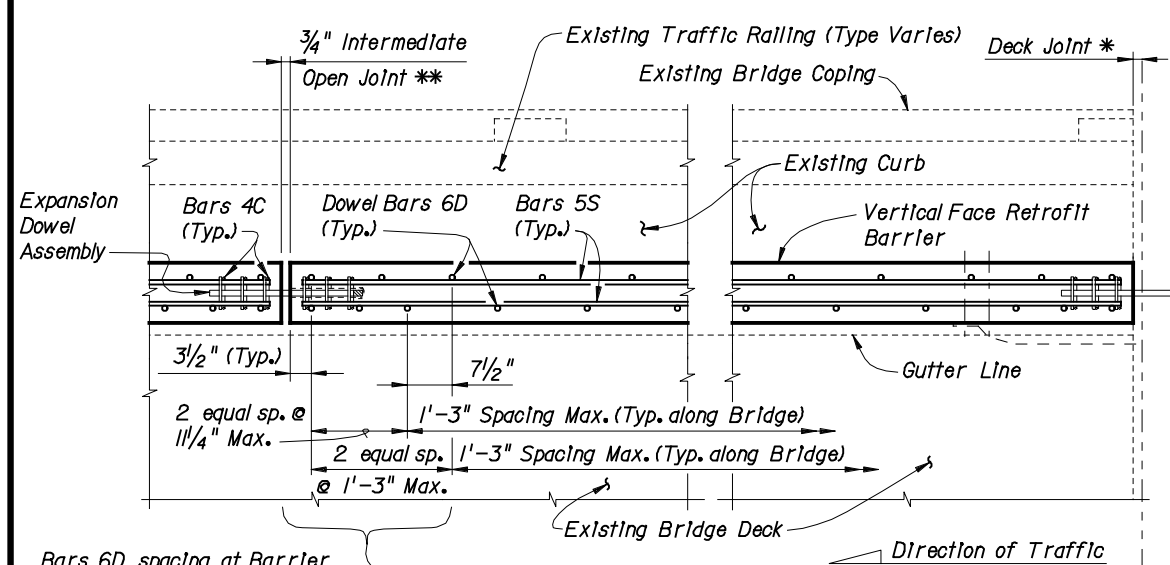 3/4" Intermediate
Open Joint **
Existing Traffic Railing (Type Varies)
Existing Bridge Coping
Deck Joint *
Expansion
Dowel
Assembly
Bars 4C
(Typ.)
Dowel Bars 6D
(Typ.)
Bars 5S
(Typ.)
Existing Curb
Vertical Face Retrofit
Barrier
3 1/2" (Typ.)
7 1/2"
Gutter Line
2 equal sp. @
11 1/4" Max.
1'-3" Spacing Max. (Typ. along Bridge)
2 equal sp.
@ 1'-3" Max.
1'-3" Spacing Max. (Typ. along Bridge)
Existing Bridge Deck
Bars 6D spacing at Barrier
Direction of Traffic